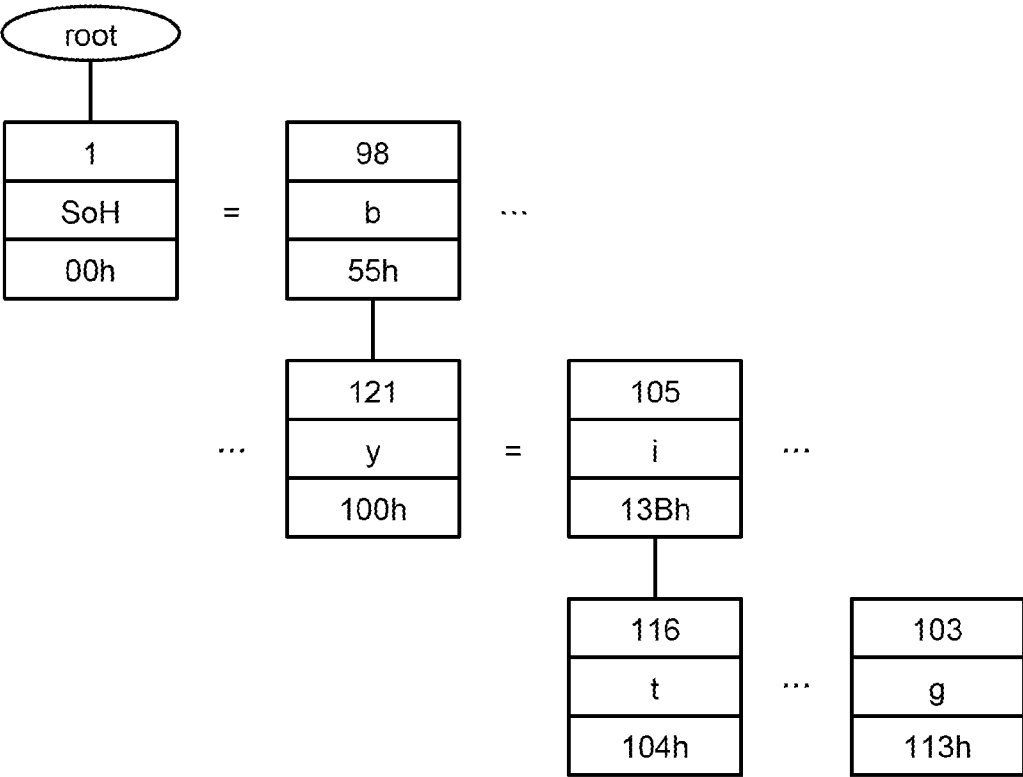 root
1
98
SoH = b ...
00h
55h
121
105
... y = i ...
100h
13Bh
116
103
t ... g
104h
113h